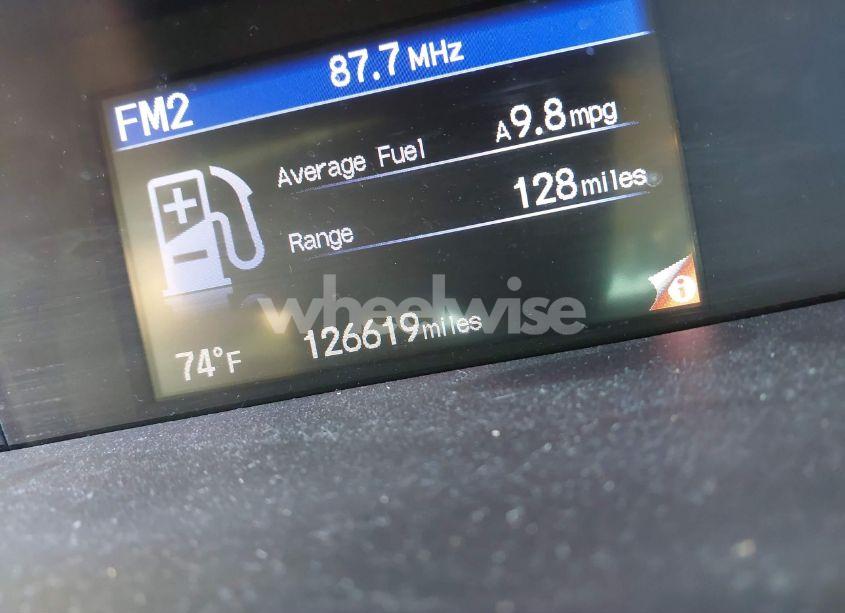 87.7 MHz
FM2
A9.8 mpg
Average Fuel
128 miles
Range
wheelwise
126619 miles
74°F